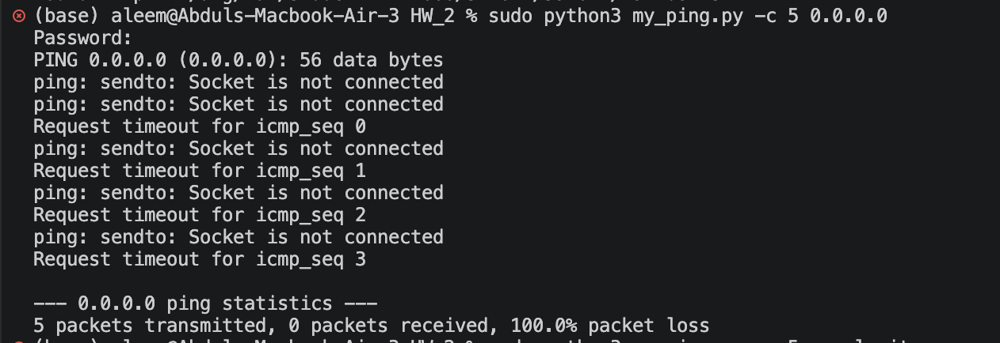 (base) aleem@Abduls-Macbook-Air-3 HW_2 % sudo python3 my_ping.py -c 5 0.0.0.0
Password:
PING 0.0.0.0 (0.0.0.0): 56 data bytes
ping: sendto: Socket is not connected
ping: sendto: Socket is not connected
Request timeout for icmp_seq 0
ping: sendto: Socket is not connected
Request timeout for icmp_seq 1
ping: sendto: Socket is not connected
Request timeout for icmp_seq 2
ping: sendto: Socket is not connected
Request timeout for icmp_seq 3
--- 0.0.0.0 ping statistics ---
5 packets transmitted, 0 packets received, 100.0% packet loss